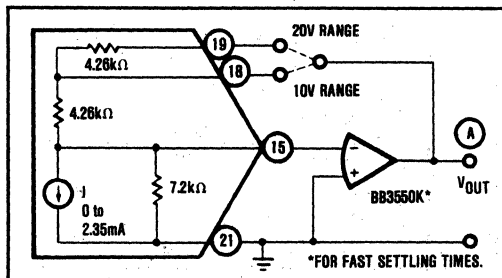 20V RANGE
19
4.26kΩ
18
10V RANGE
4.26kΩ
A
15
−
+
BB3550K*
VOUT
I
0 to
2.35mA
7.2kΩ
21
*FOR FAST SETTLING TIMES.